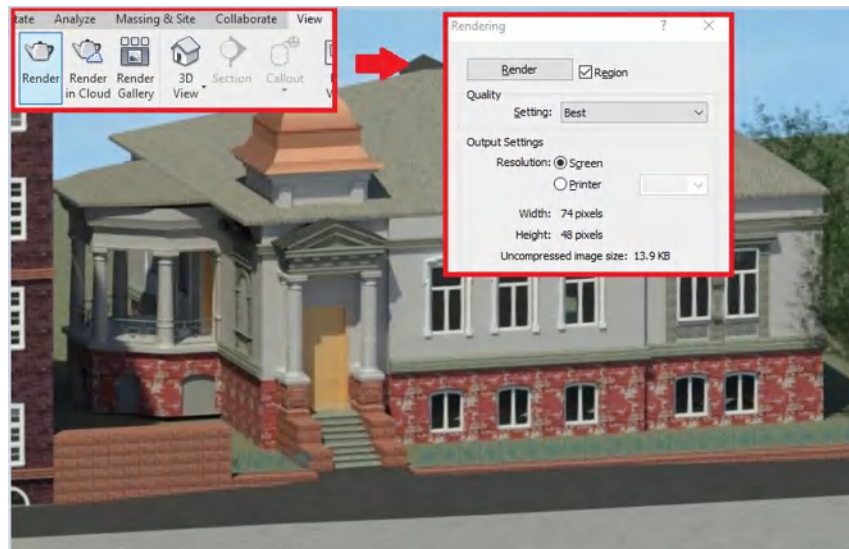 tate Analyze Massing & Site Collaborate View
Render Render in Cloud Render Gallery 3D View Section Callout
Rendering ? ×
Render Region
Quality
Setting: Best
Output Settings
Resolution: Screen
Printer
Width: 74 pixels
Height: 48 pixels
Uncompressed image size: 13.9 KB